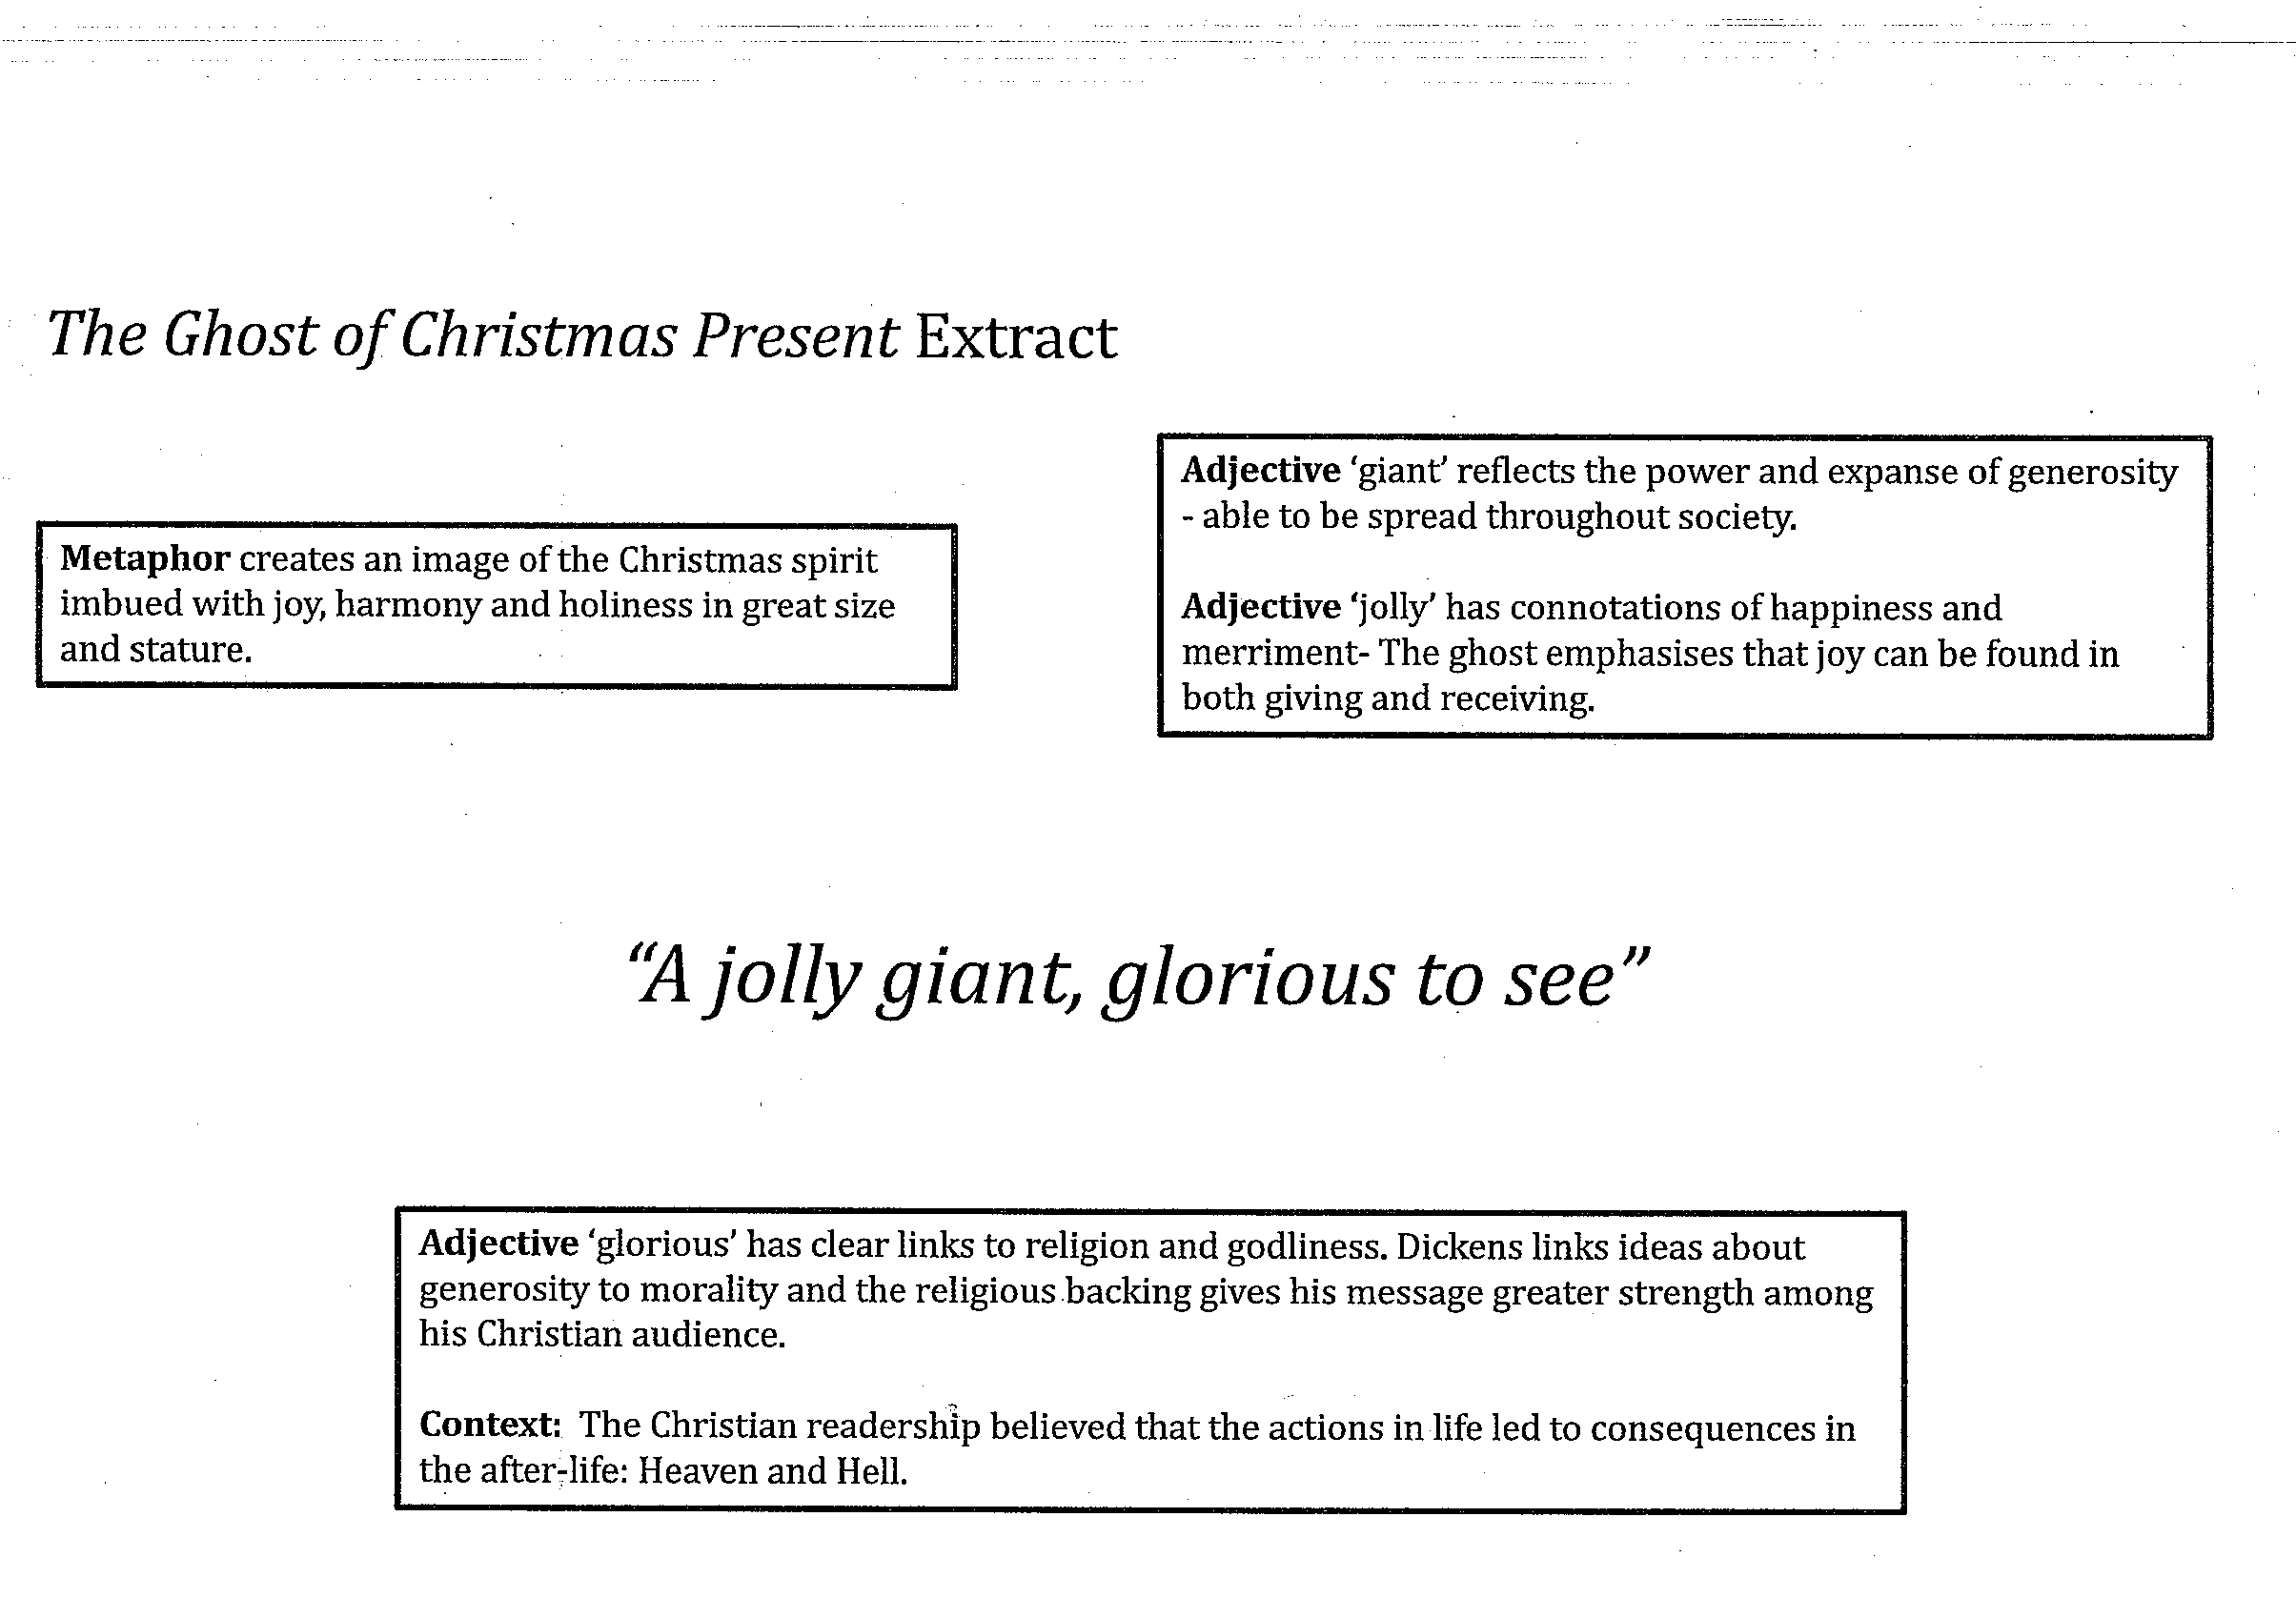 The Ghost of Christmas Present Extract
Metaphor creates an image of the Christmas spirit
imbued with joy, harmony and holiness in great size
and stature.
Adjective ‘giant’ reflects the power and expanse of generosity
- able to be spread throughout society.
Adjective ‘jolly’ has connotations of happiness and
merriment- The ghost emphasises that joy can be found in
both giving and receiving.
“A jolly giant, glorious to see”
Adjective ‘glorious’ has clear links to religion and godliness. Dickens links ideas about
generosity to morality and the religious backing gives his message greater strength among
his Christian audience.
Context: The Christian readership believed that the actions in life led to consequences in
the after-life: Heaven and Hell.